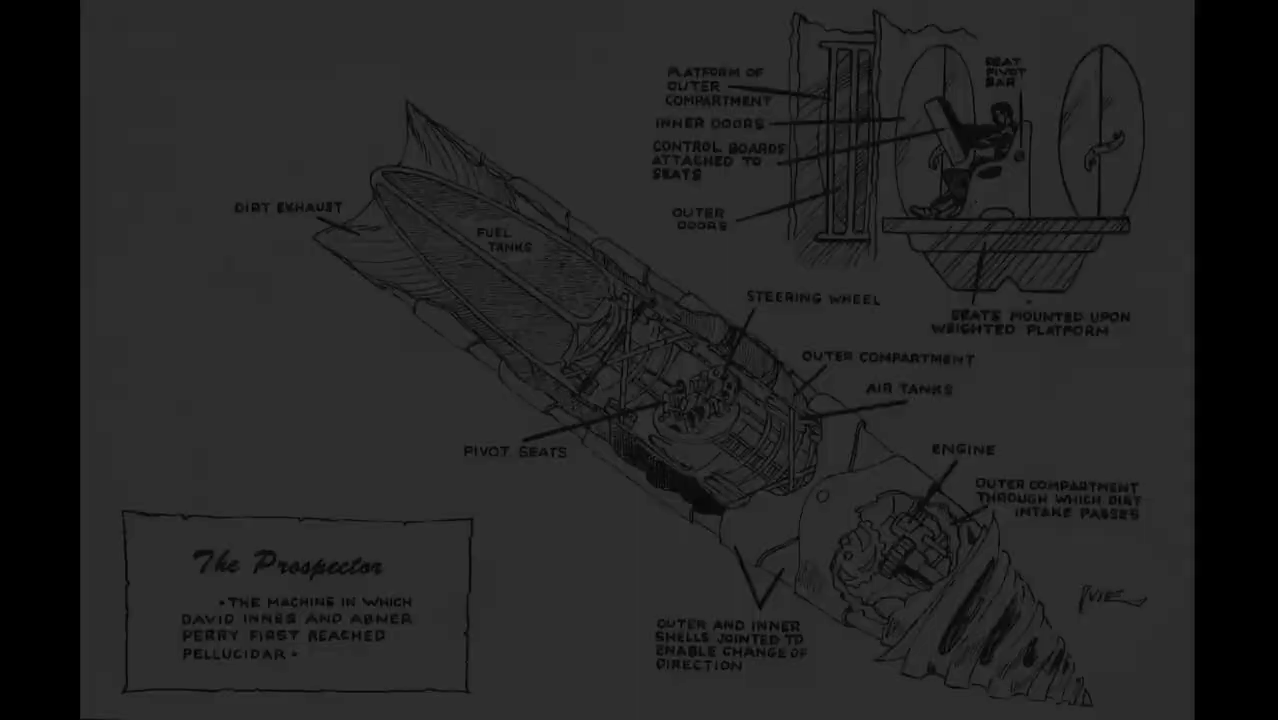 PLATFORM OF
OUTER
COMPARTMENT
INNER DOORS
CONTROL BOARDS
ATTACHED TO
SEATS
OUTER
DOORS
SEAT
PIVOT
BAR
SEATS MOUNTED UPON
WEIGHTED PLATFORM
DIRT EXHAUST
FUEL
TANKS
STEERING WHEEL
OUTER COMPARTMENT
AIR TANKS
PIVOT SEATS
ENGINE
OUTER COMPARTMENT
THROUGH WHICH DIRT
INTAKE PASSES
OUTER AND INNER
SHELLS JOINTED TO
ENABLE CHANGE OF
DIRECTION
The Prospector
• THE MACHINE IN WHICH
DAVID INNES AND ABNER
PERRY FIRST REACHED
PELLUCIDAR •
IVIE